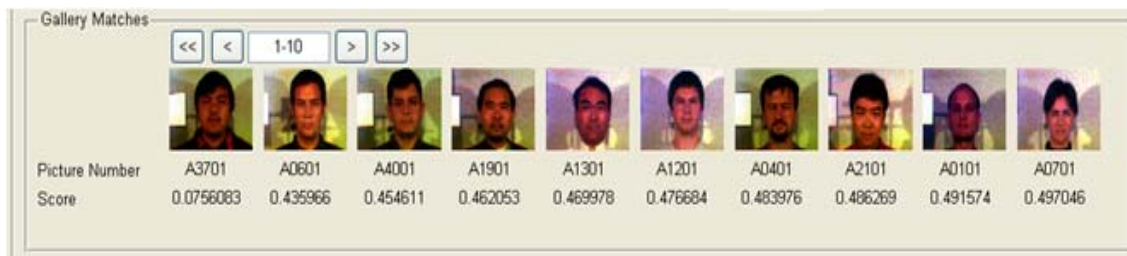 Gallery Matches
<< < 1-10 > >>
Picture Number A3701 A0601 A4001 A1901 A1301 A1201 A0401 A2101 A0101 A0701
Score 0.0756083 0.435966 0.454611 0.462053 0.469978 0.476684 0.483976 0.486269 0.491574 0.497046